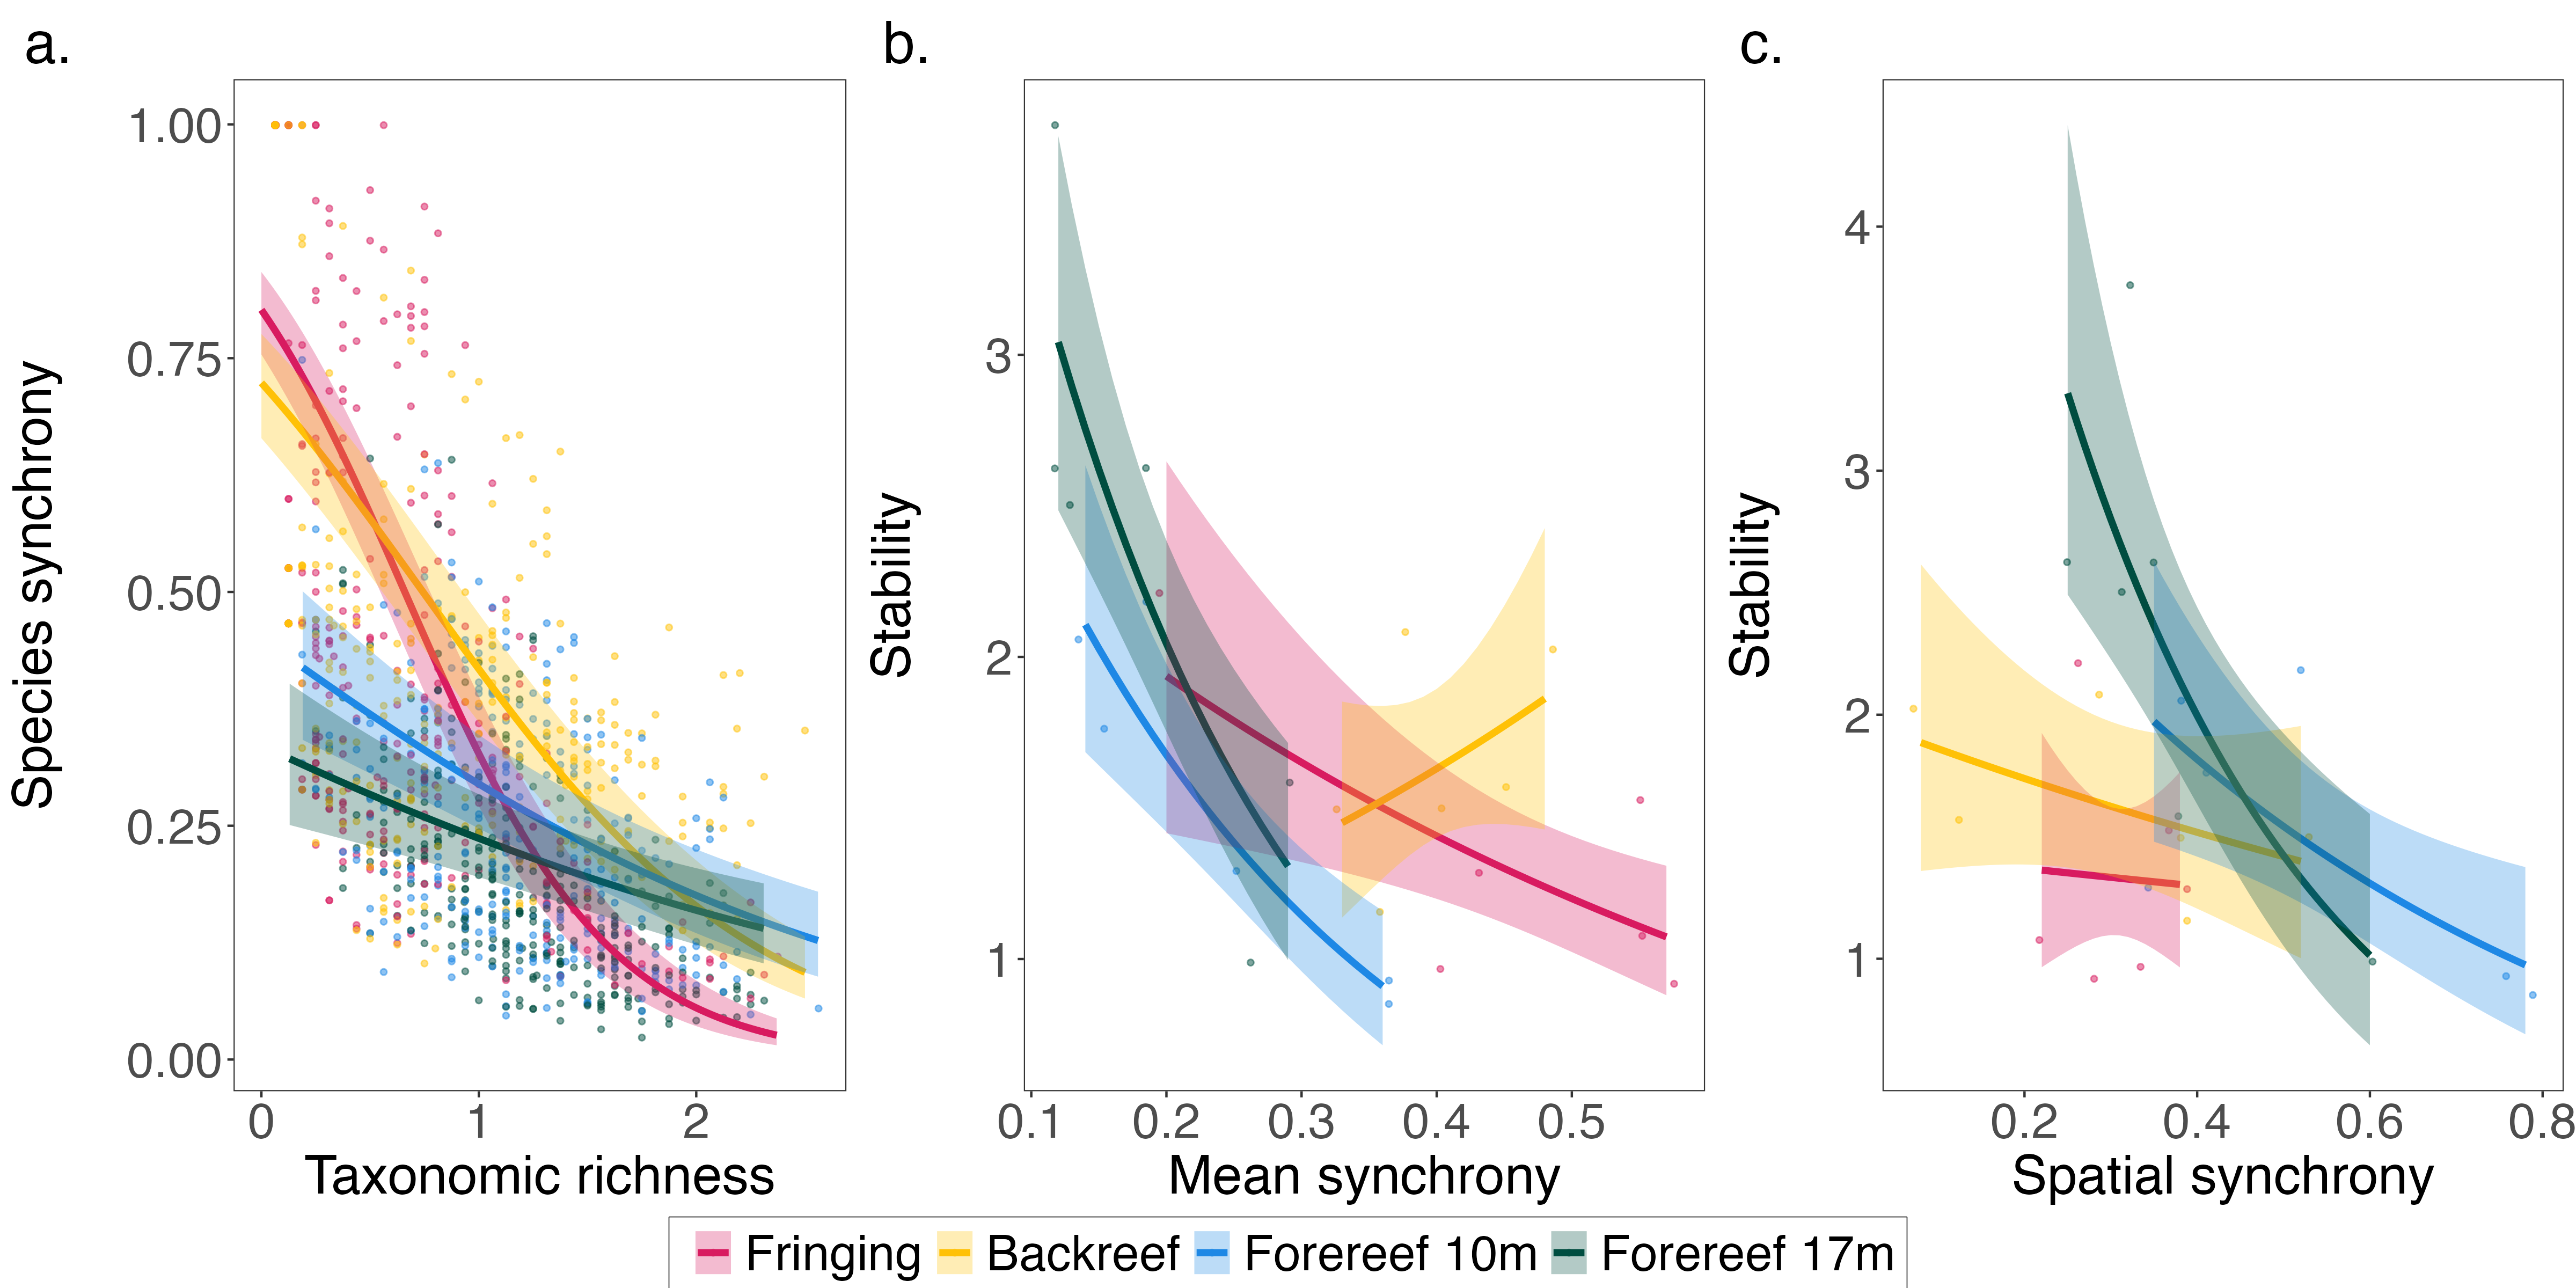 a.
b.
c.
Species synchrony
1.00
0.75
0.50
0.25
0.00
0 1 2
Taxonomic richness
Stability
3
2
1
0.1 0.2 0.3 0.4 0.5
Mean synchrony
Stability
4
3
2
1
0.2 0.4 0.6 0.8
Spatial synchrony
Fringing Backreef Forereef 10m Forereef 17m